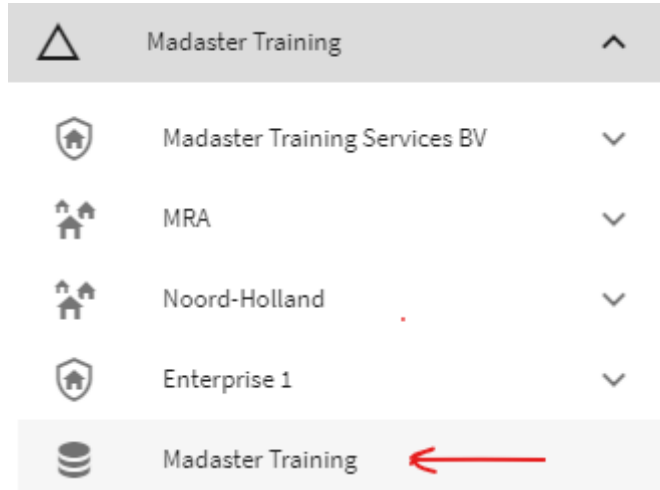 Madaster Training
Madaster Training Services BV
MRA
Noord-Holland
Enterprise 1
Madaster Training